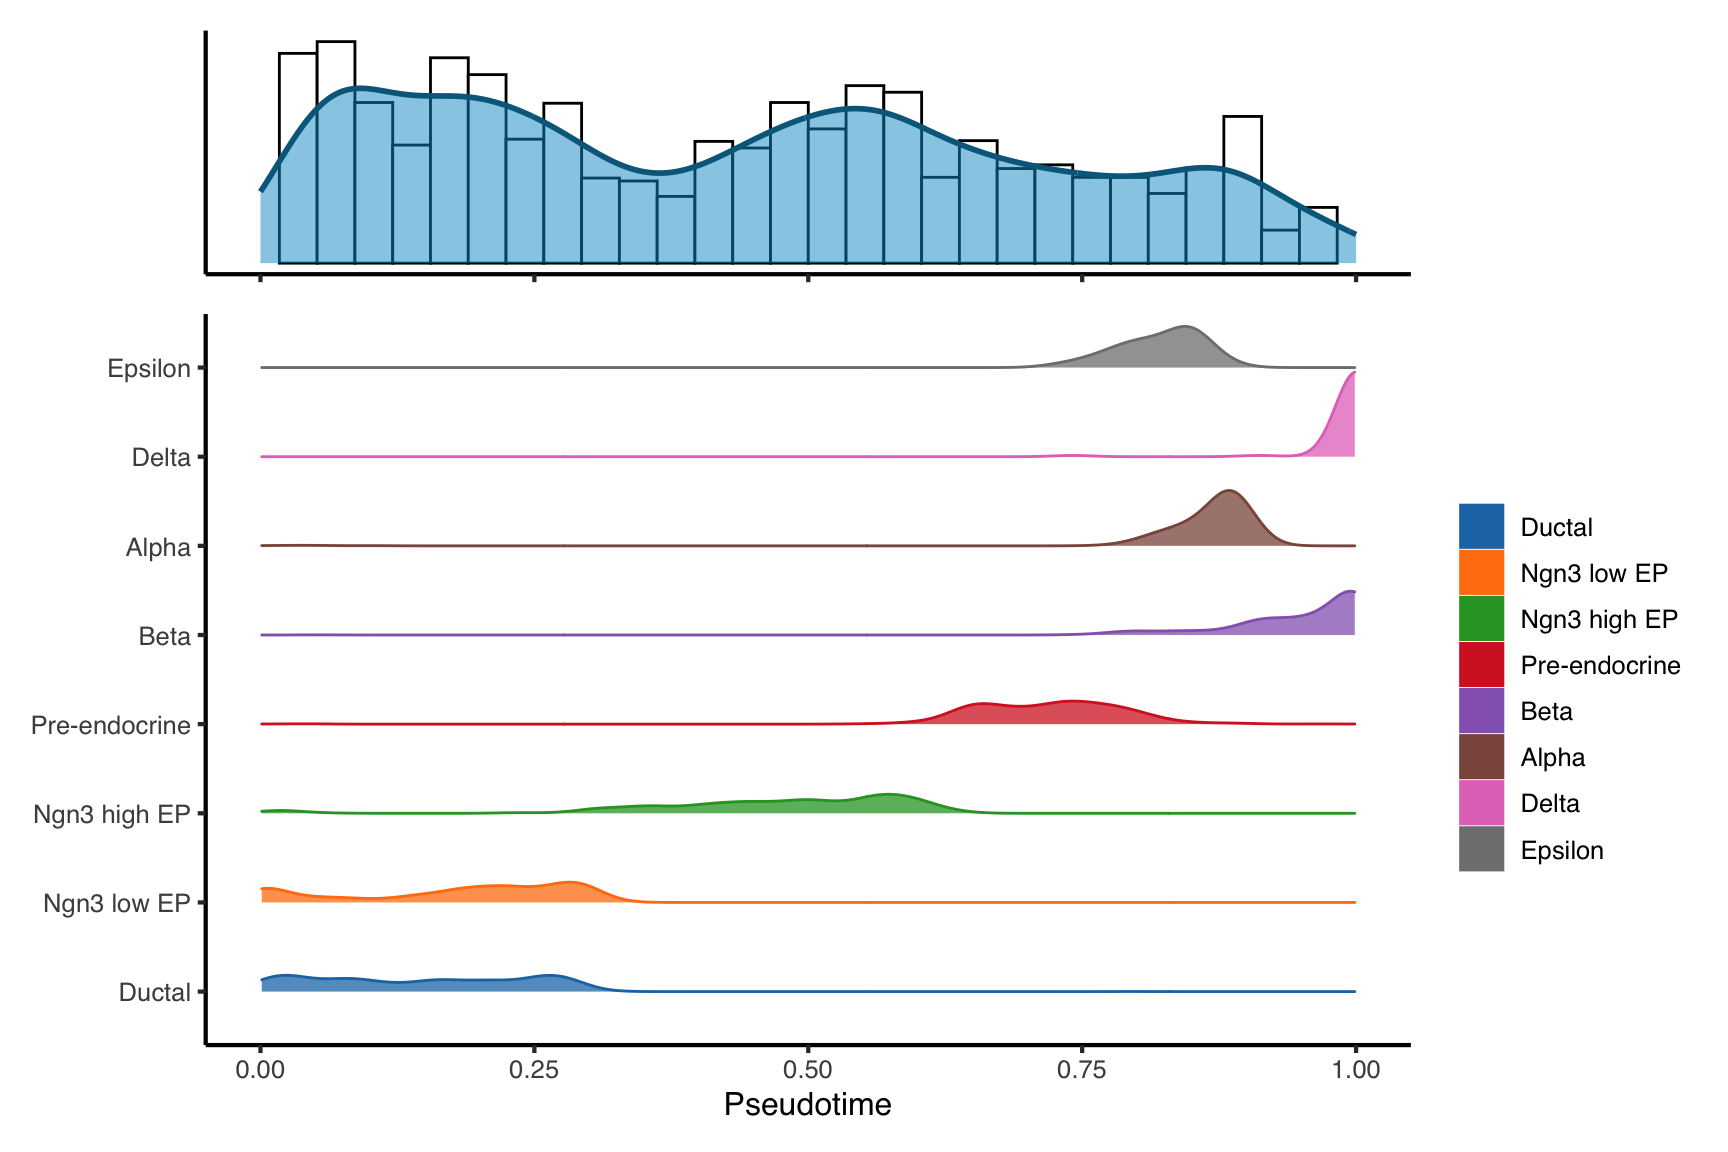 Epsilon
Delta
Alpha
Beta
Pre-endocrine
Ngn3 high EP
Ngn3 low EP
Ductal
0.00 0.25 0.50 0.75 1.00
Pseudotime
Ductal
Ngn3 low EP
Ngn3 high EP
Pre-endocrine
Beta
Alpha
Delta
Epsilon